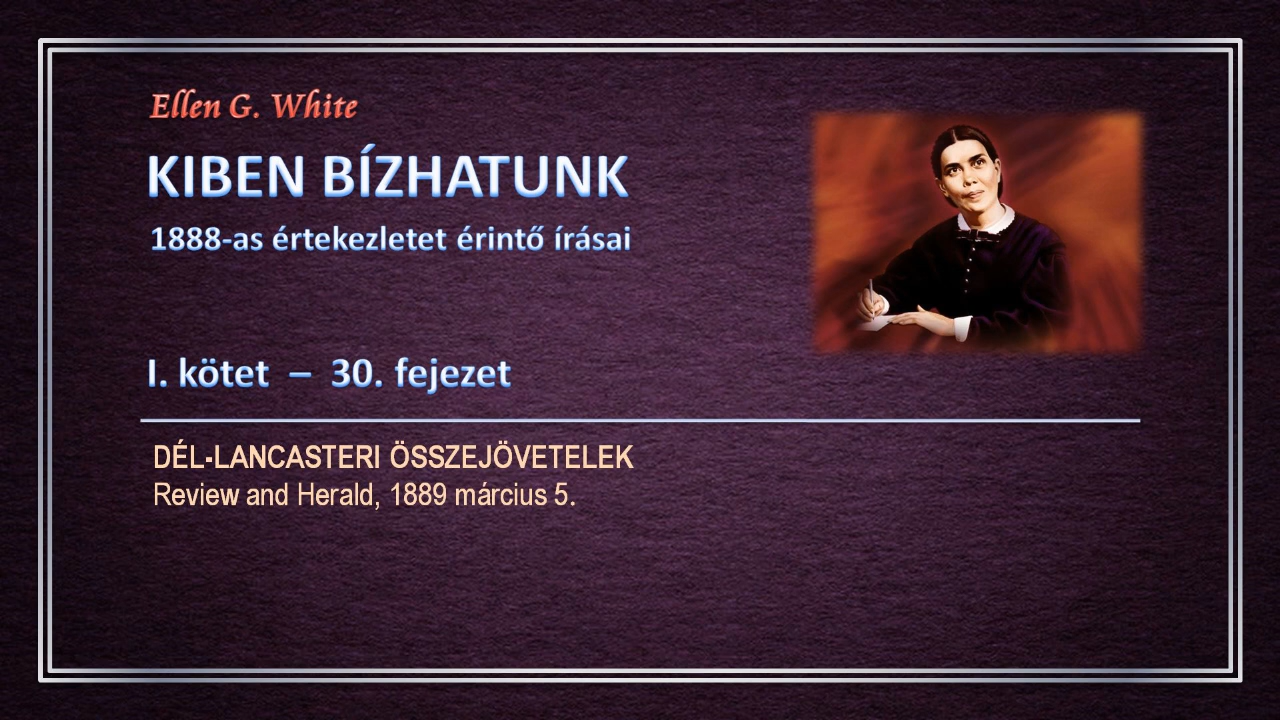 Ellen G. White
KIBEN BÍZHATUNK
1888-as értekezletet érintő írásai
I. kötet – 30. fejezet
DÉL-LANCASTERI ÖSSZEJÖVETELEK
Review and Herald, 1889 március 5.